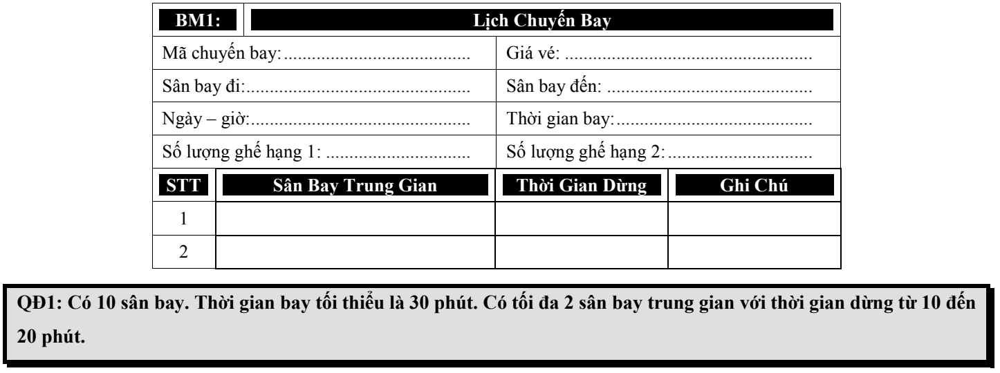 BM1: Lịch Chuyến Bay
Mã chuyến bay:........................................ Giá vé: .....................................................
Sân bay đi:................................................ Sân bay đến: ............................................
Ngày – giờ:............................................... Thời gian bay:..........................................
Số lượng ghế hạng 1: ............................... Số lượng ghế hạng 2:...............................
STT Sân Bay Trung Gian Thời Gian Dừng Ghi Chú
1
2
QĐ1: Có 10 sân bay. Thời gian bay tối thiểu là 30 phút. Có tối đa 2 sân bay trung gian với thời gian dừng từ 10 đến
20 phút.